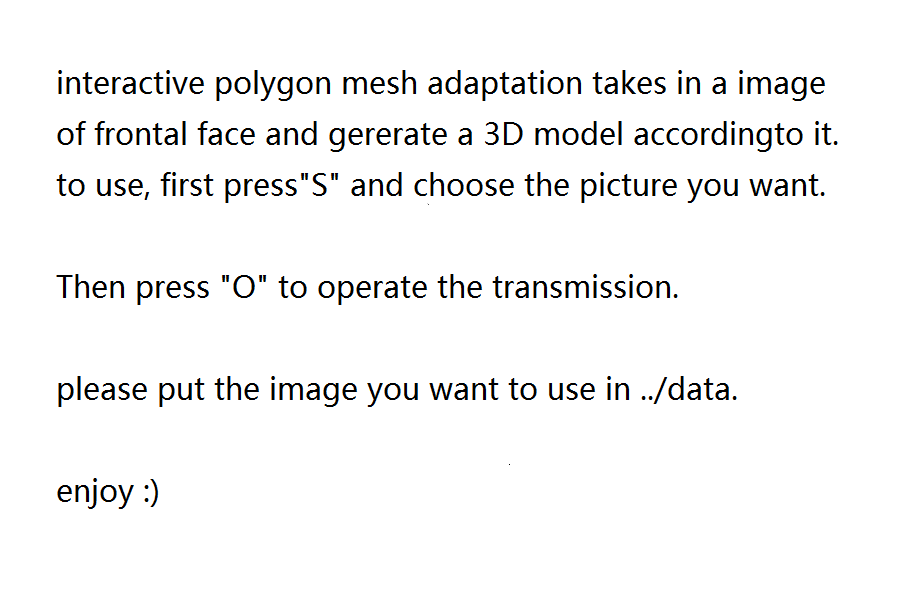 interactive polygon mesh adaptation takes in a image
of frontal face and gererate a 3D model accordingto it.
to use, first press"S" and choose the picture you want.
Then press "O" to operate the transmission.
please put the image you want to use in ../data.
enjoy :)